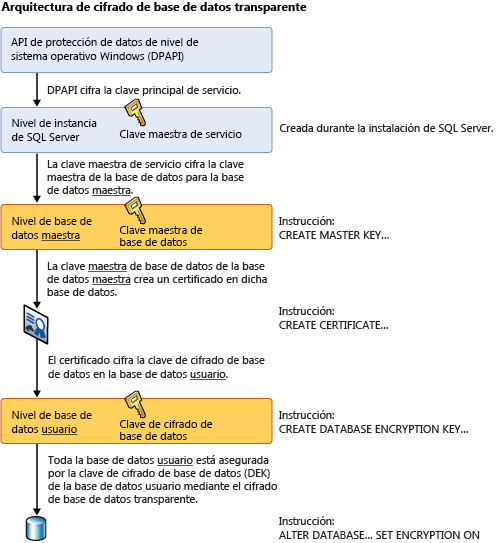 Arquitectura de cifrado de base de datos transparente
API de protección de datos de nivel de
sistema operativo Windows (DPAPI)
DPAPI cifra la clave principal de servicio.
Nivel de instancia
de SQL Server
Clave maestra de servicio
Creada durante la instalación de SQL Server.
La clave maestra de servicio cifra la clave
maestra de la base de datos para la base
de datos maestra.
Nivel de base de
datos maestra
Clave maestra de
base de datos
Instrucción:
CREATE MASTER KEY...
La clave maestra de base de datos de la base
de datos maestra crea un certificado en dicha
base de datos.
Instrucción:
CREATE CERTIFICATE...
El certificado cifra la clave de cifrado de base
de datos en la base de datos usuario.
Nivel de base de
datos usuario
Clave de cifrado de
base de datos
Instrucción:
CREATE DATABASE ENCRYPTION KEY...
Toda la base de datos usuario está asegurada
por la clave de cifrado de base de datos (DEK)
de la base de datos usuario mediante el cifrado
de base de datos transparente.
Instrucción:
ALTER DATABASE... SET ENCRYPTION ON